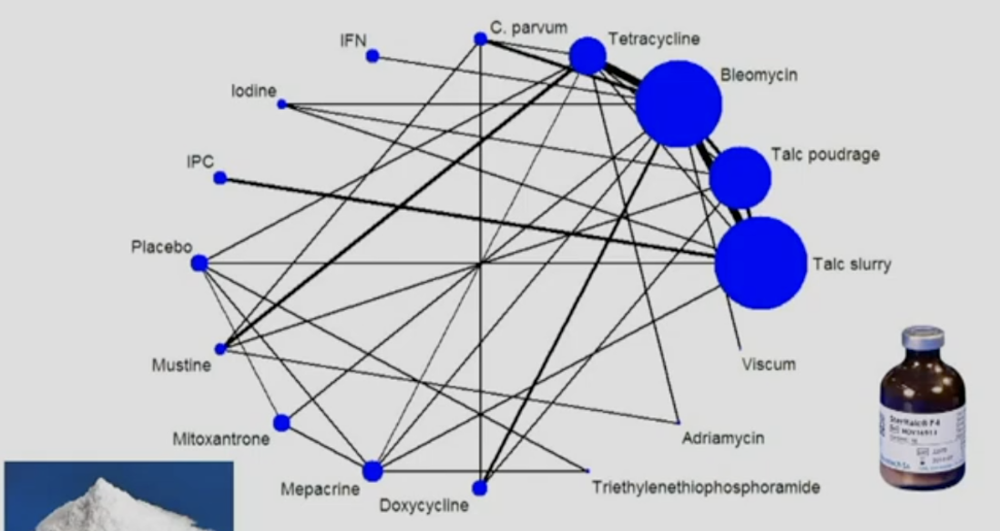 C. parvum
IFN
Tetracycline
Bleomycin
Iodine
Talc poudrage
IPC
Placebo
Talc slurry
Mustine
Viscum
Mitoxantrone
Adriamycin
Mepacrine
Triethylenethiophosphoramide
Doxycycline